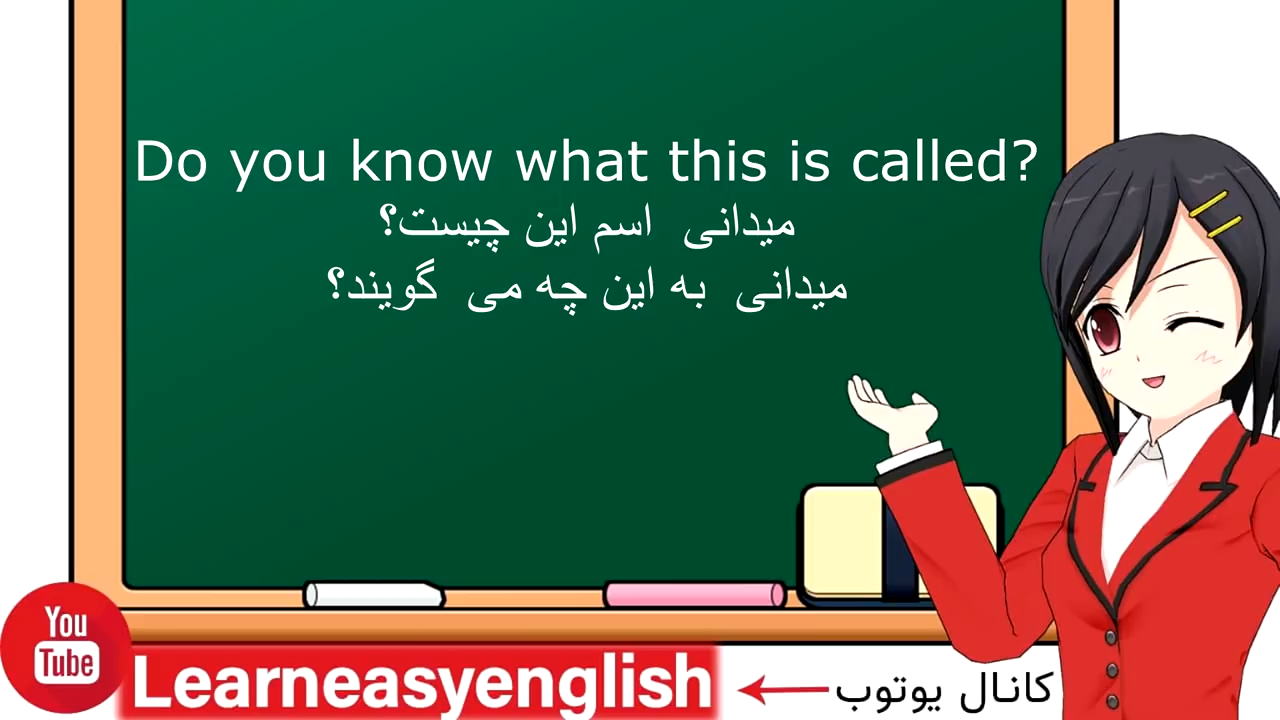 Do you know what this is called?
میدانی اسم این چیست؟
میدانی به این چه می گویند؟
You
Tube
Learneasyenglish
کانال یوتوب